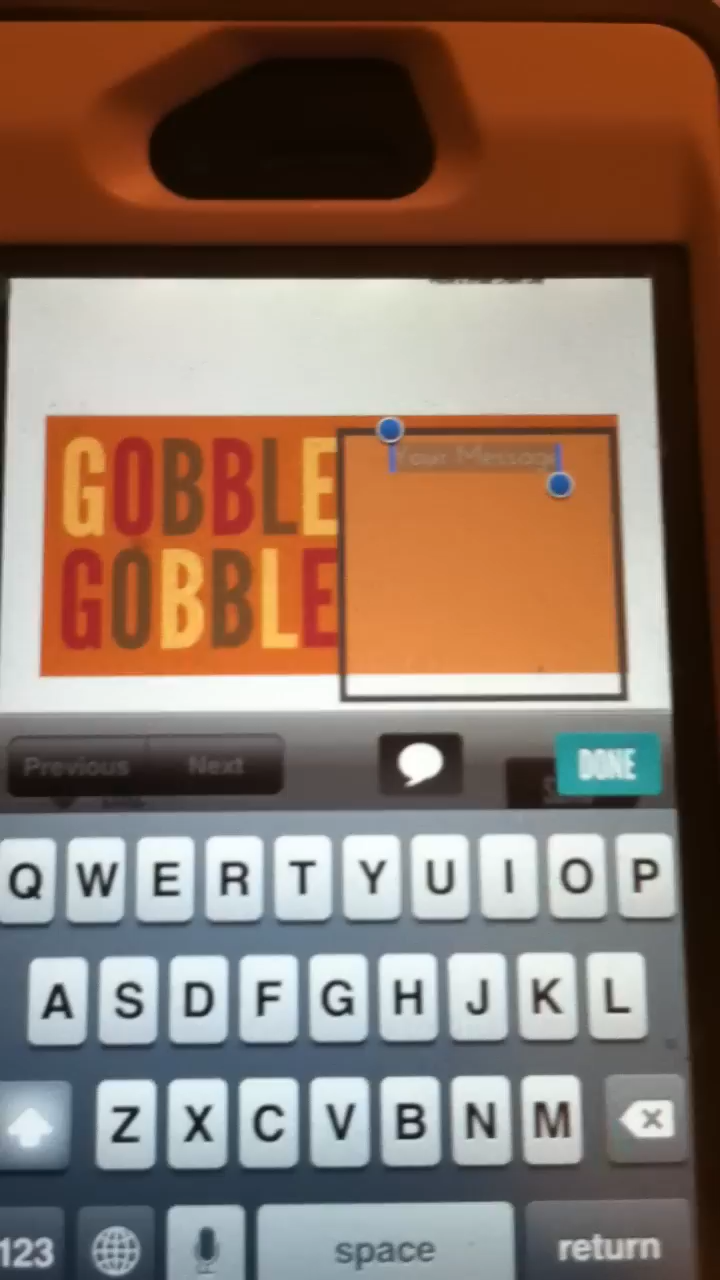 GOBBLE
GOBBLE
Your Message
Previous Next DONE
Q W E R T Y U I O P
A S D F G H J K L
Z X C V B N M
123 space return